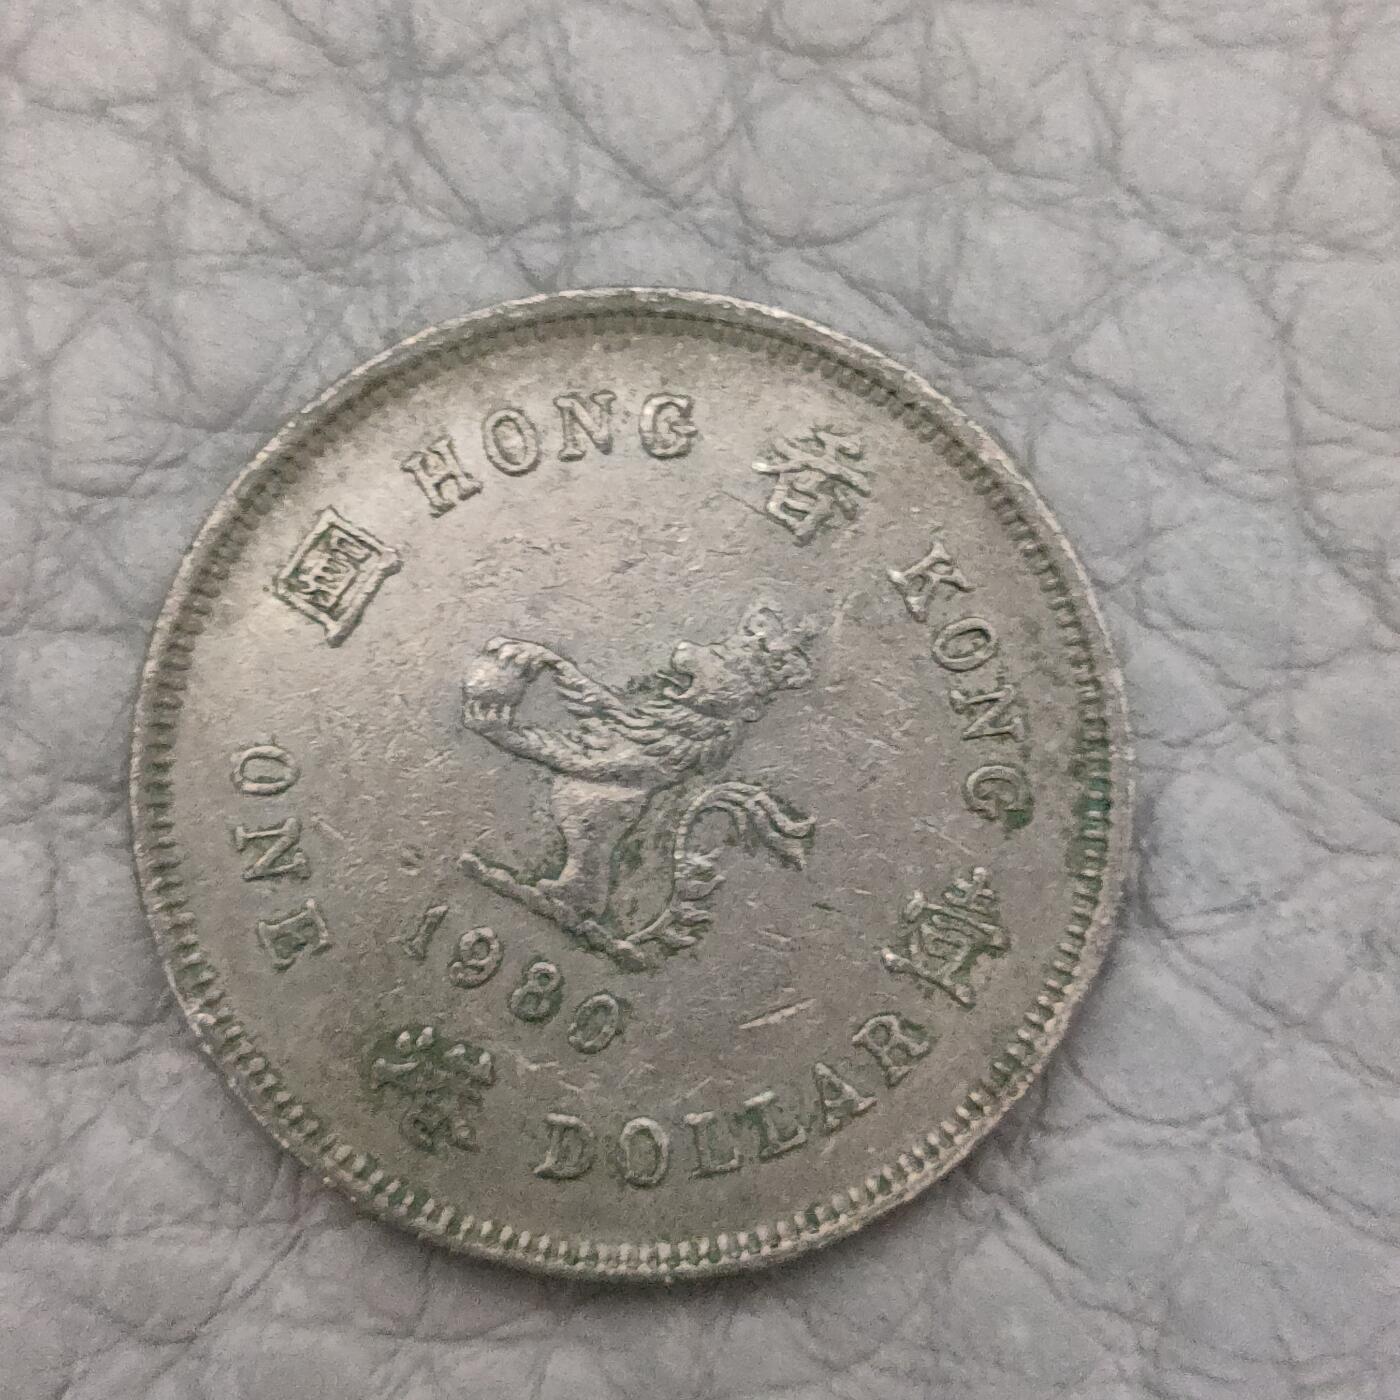 HONG KONG
ONE DOLLAR
香港壹圓
1980